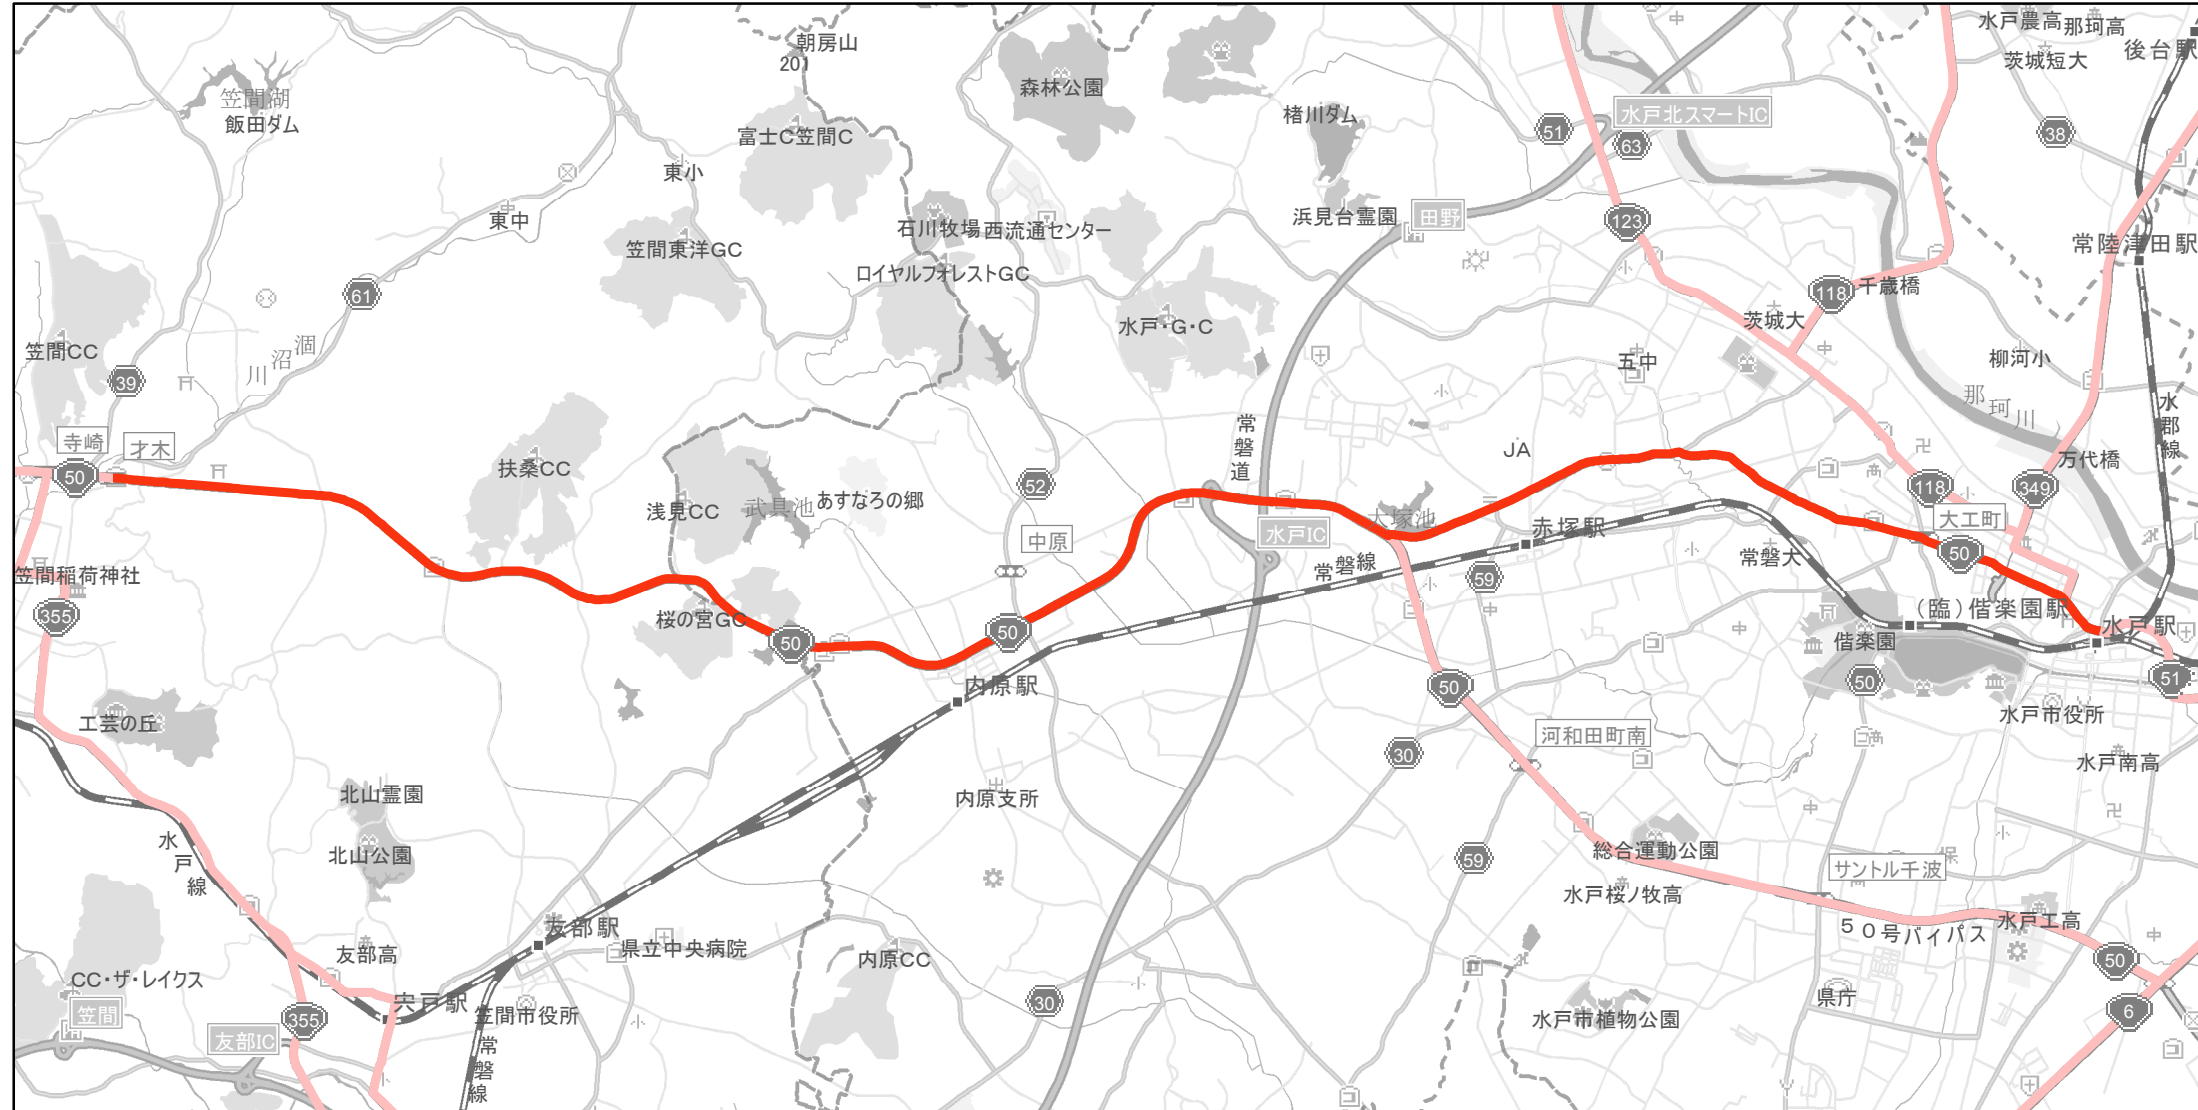 朝房山
201
水戸農高
那珂高
後台駅
茨城短大
笠間湖
飯田ダム
森林公園
楮川ダム
水戸北スマートIC
51
63
38
富士C笠間C
東小
東中
石川牧場
西流通センター
浜見台霊園
田野
123
笠間東洋GC
ロイヤルフォレストGC
常陸津田駅
61
118
千歳橋
水戸・G・C
茨城大
笠間CC
涸沼川
39
五中
柳河小
那珂川
水郡線
常磐道
寺崎
才木
50
扶桑CC
JA
万代橋
52
浅見CC
武具池
あすなろの郷
118
349
大工町
中原
水戸IC
大塚池
赤塚駅
常磐大
50
笠間稲荷神社
常磐線
59
355
桜の宮GC
50
50
(臨)偕楽園駅
水戸駅
偕楽園
内原駅
50
50
51
工芸の丘
水戸市役所
河和田町南
30
水戸南高
北山霊園
内原支所
水戸線
北山公園
59
総合運動公園
サントル千波
水戸桜ノ牧高
友部駅
県立中央病院
友部高
内原CC
50号バイパス
水戸工高
50
CC・ザ・レイクス
笠間
宍戸駅
笠間市役所
355
30
県庁
水戸市植物公園
6
友部IC
常磐線